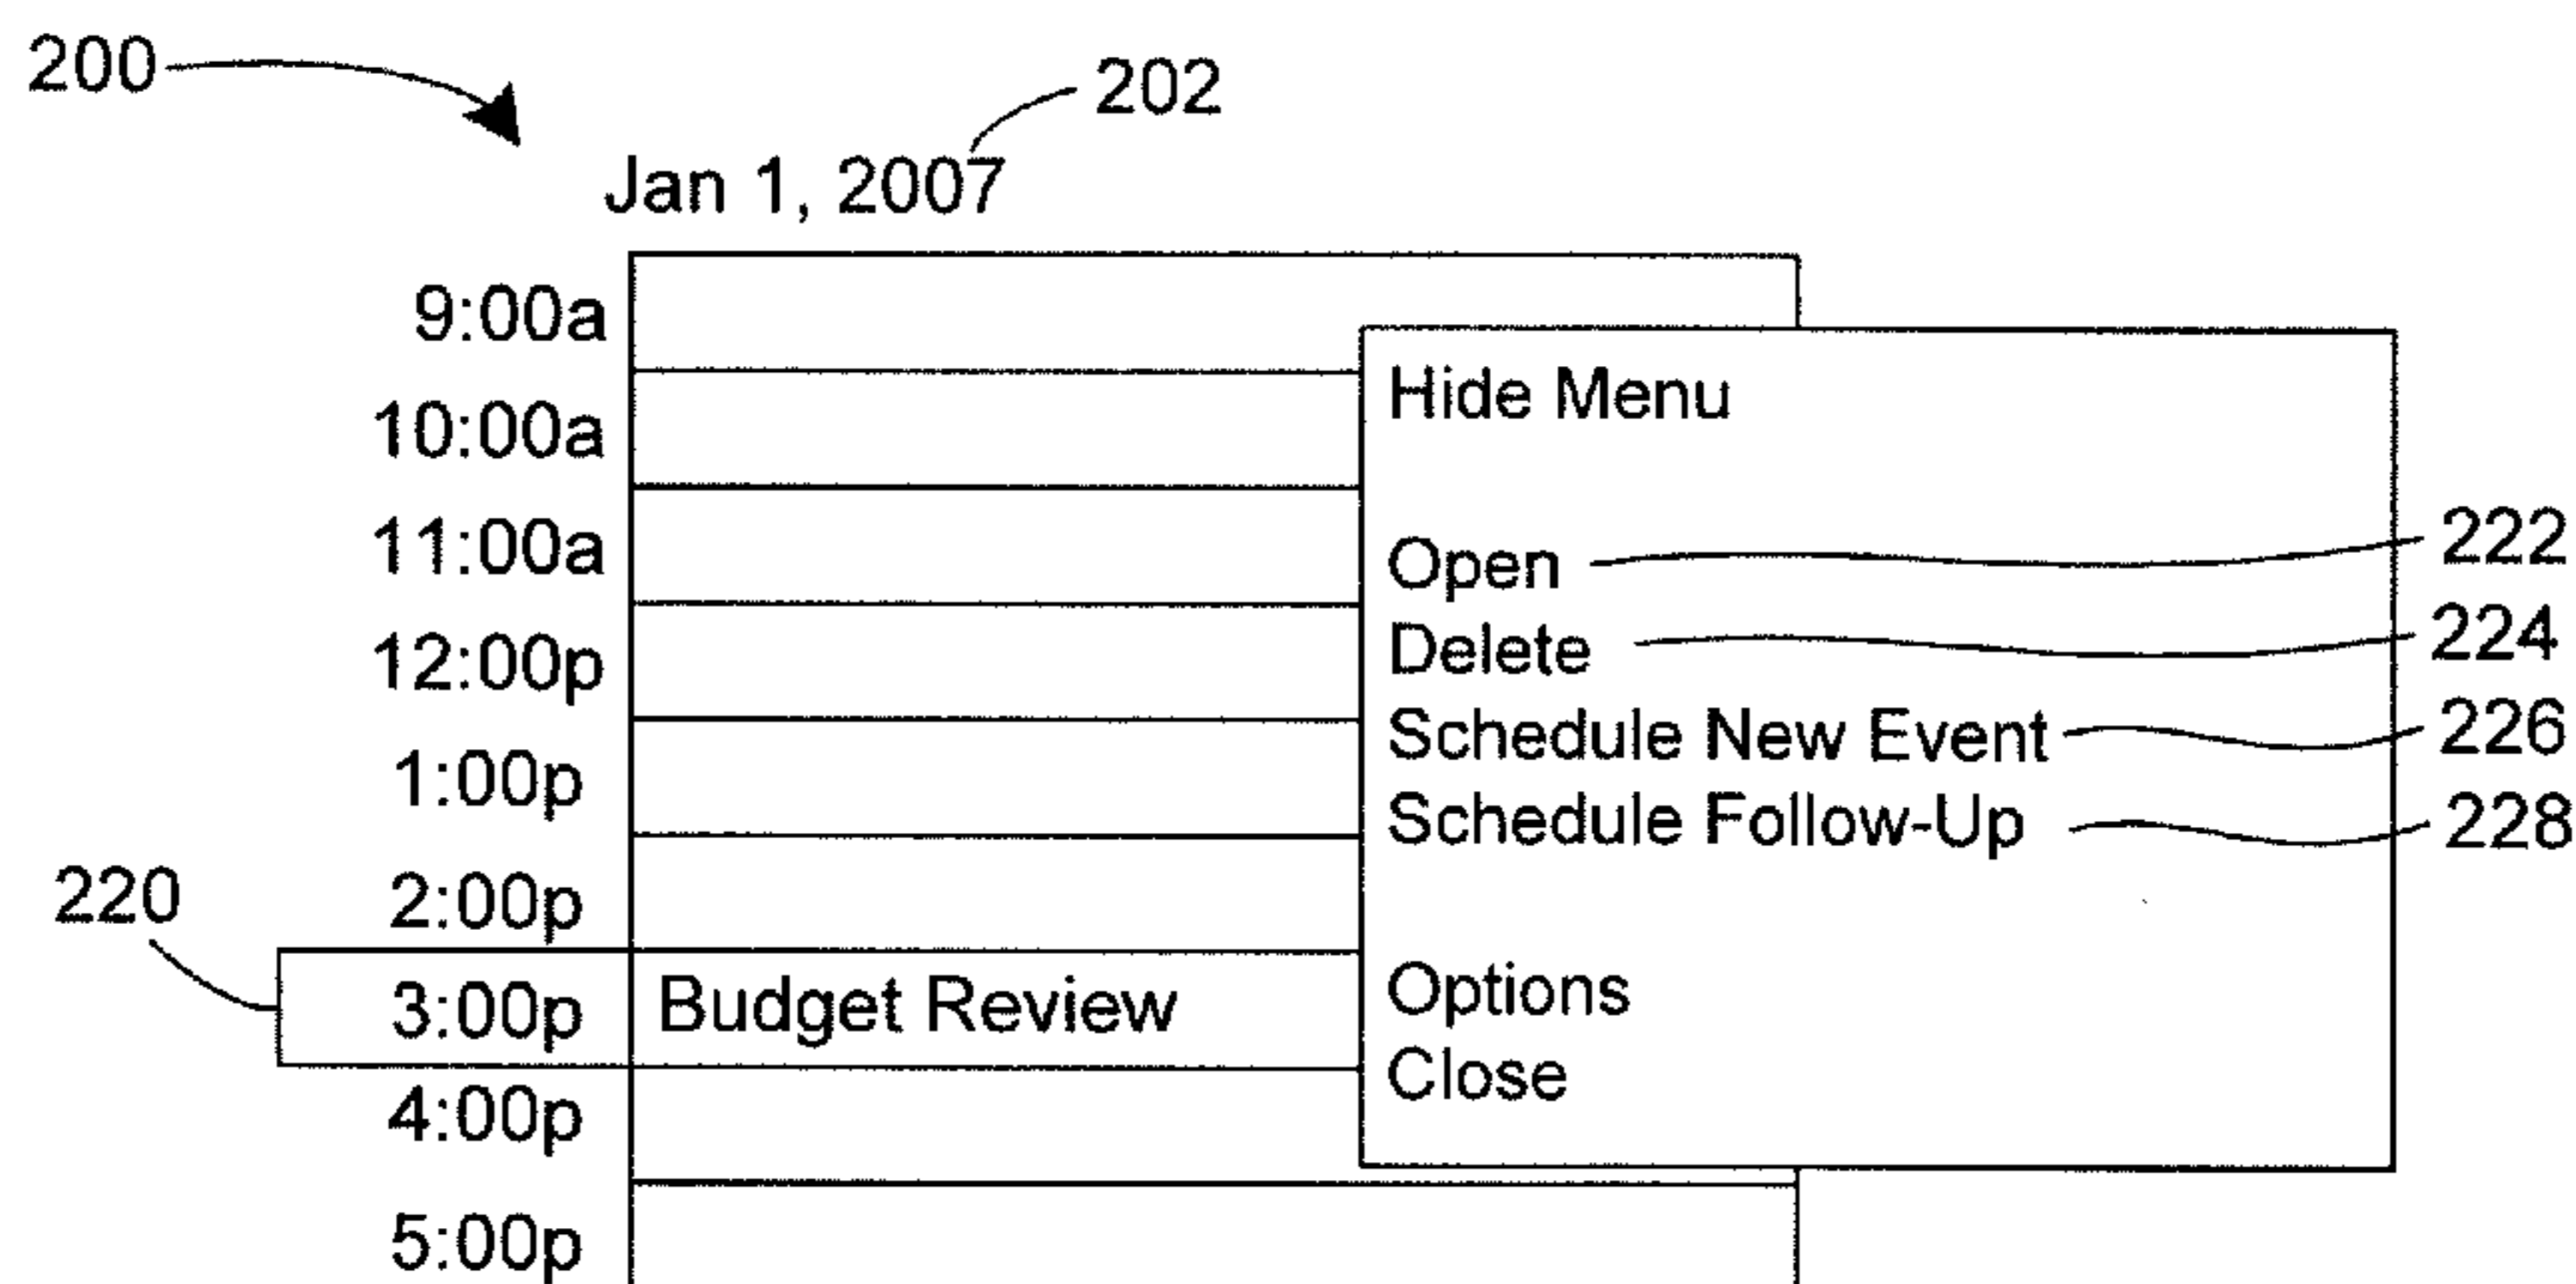 200
202
Jan 1, 2007
9:00a
Hide Menu
10:00a
11:00a
Open
222
12:00p
Delete
224
Schedule New Event
226
1:00p
Schedule Follow-Up
228
220
2:00p
3:00p
Budget Review
Options
Close
4:00p
5:00p